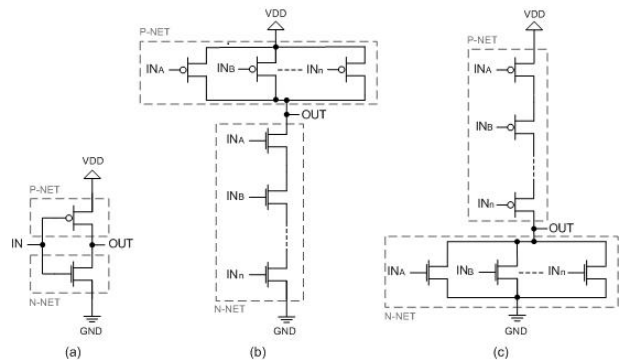 VDD
P-NET
IN
OUT
N-NET
GND
(a)
VDD
P-NET
INA
INB
INn
OUT
INA
INB
INn
N-NET
GND
(b)
VDD
P-NET
INA
INB
INn
OUT
INA
INB
INn
N-NET
GND
(c)